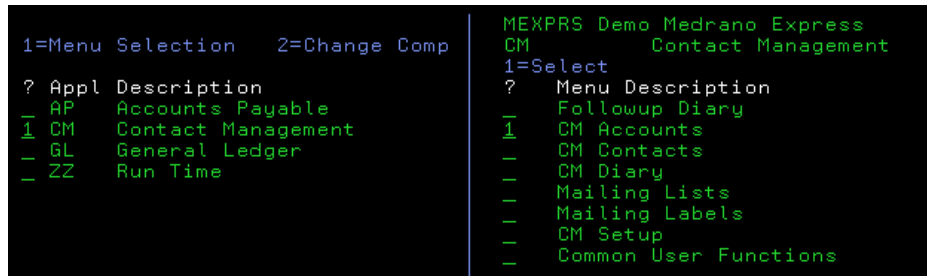 1=Menu Selection   2=Change Comp
? Appl Description
_ AP   Accounts Payable
1 CM   Contact Management
_ GL   General Ledger
_ ZZ   Run Time
MEXPRS Demo Medrano Express
CM          Contact Management
1=Select
?   Menu Description
_   Followup Diary
1   CM Accounts
_   CM Contacts
_   CM Diary
_   Mailing Lists
_   Mailing Labels
_   CM Setup
_   Common User Functions